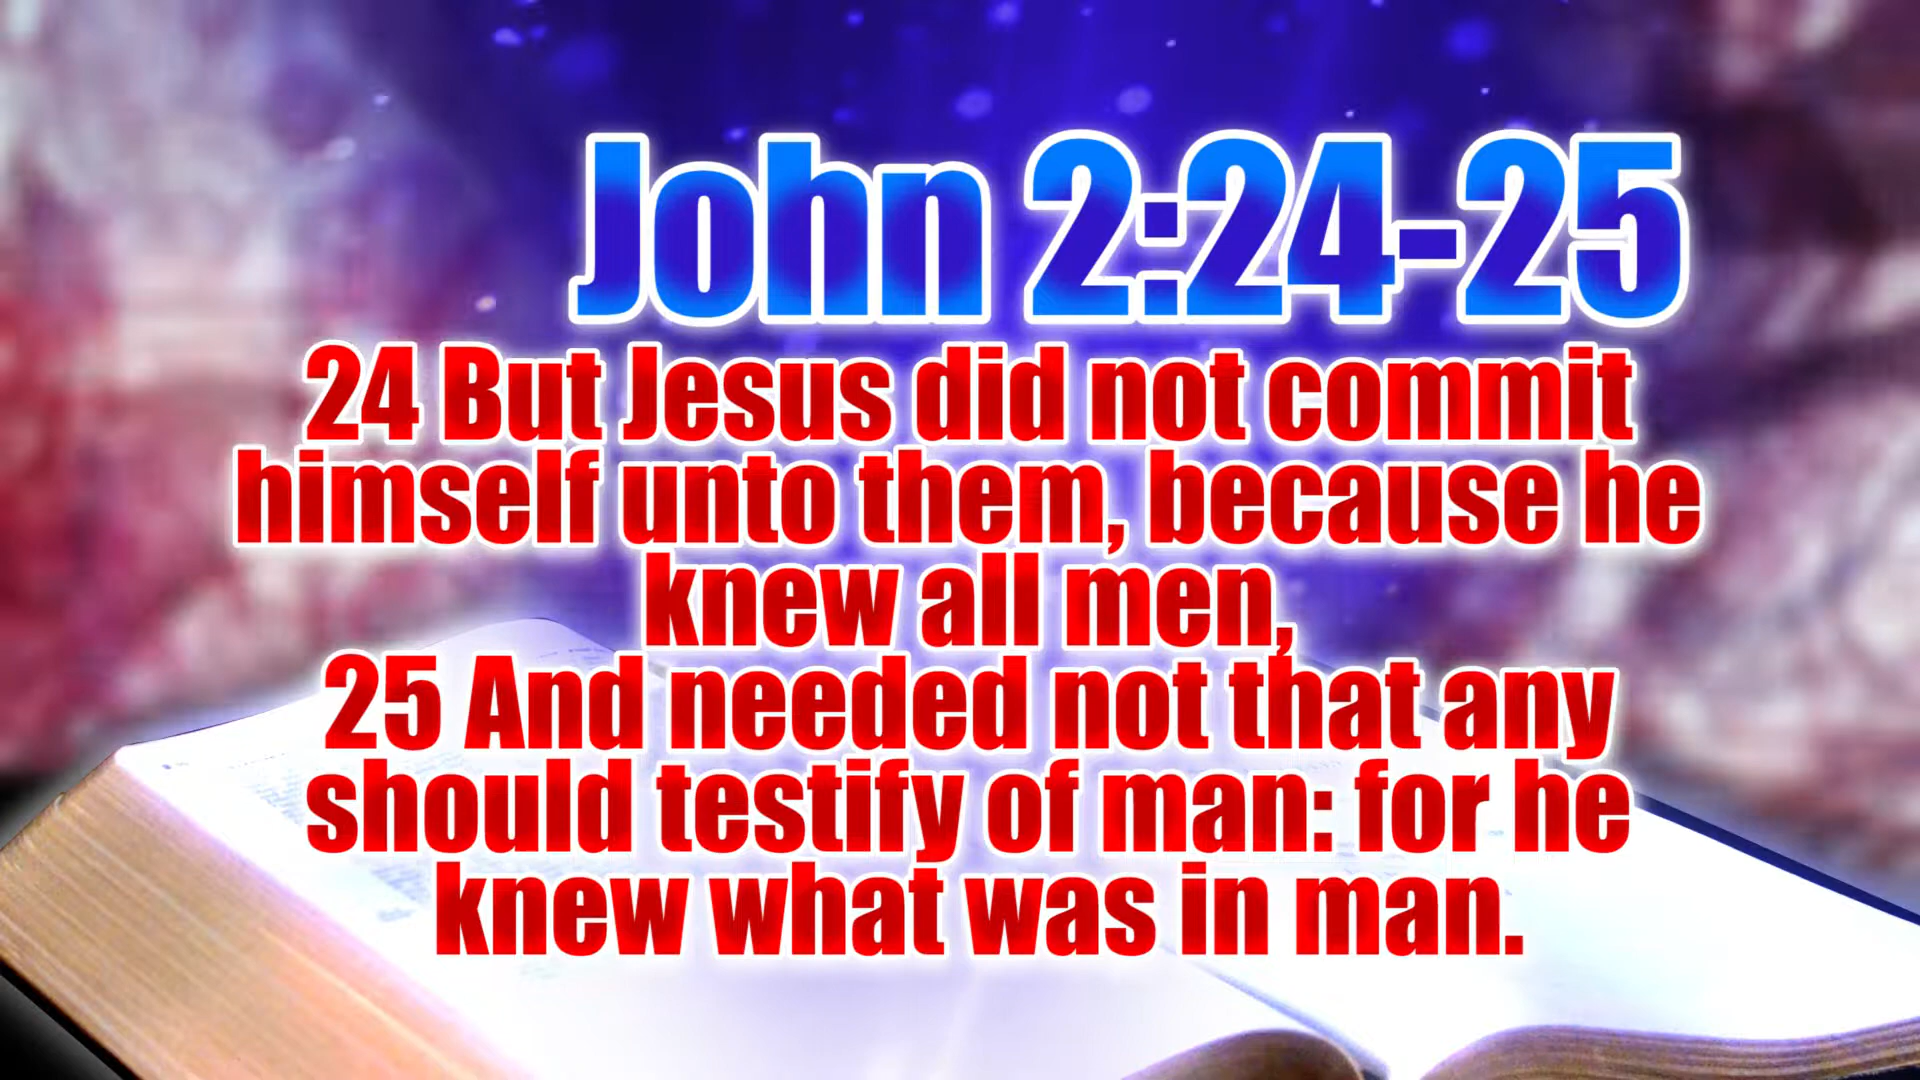 John 2:24-25
24 But Jesus did not commit
himself unto them, because he
knew all men,
25 And needed not that any
should testify of man: for he
knew what was in man.